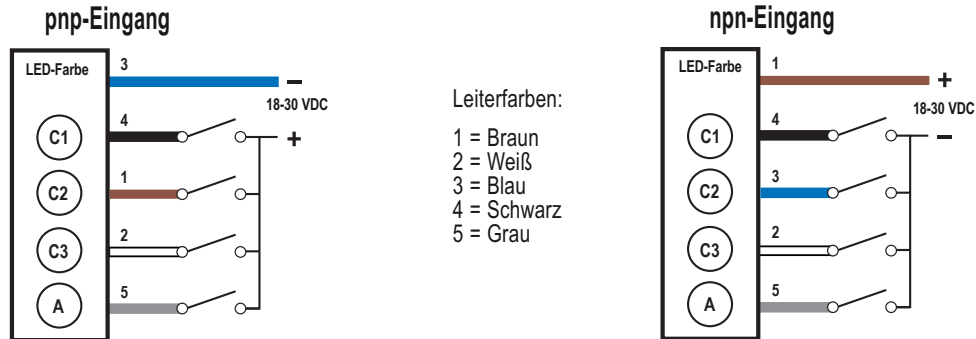 pnp-Eingang
LED-Farbe
3
–
18-30 VDC
C1
4
+
C2
1
C3
2
A
5
Leiterfarben:
1 = Braun
2 = Weiß
3 = Blau
4 = Schwarz
5 = Grau
npn-Eingang
LED-Farbe
1
+
18-30 VDC
C1
4
–
C2
3
C3
2
A
5